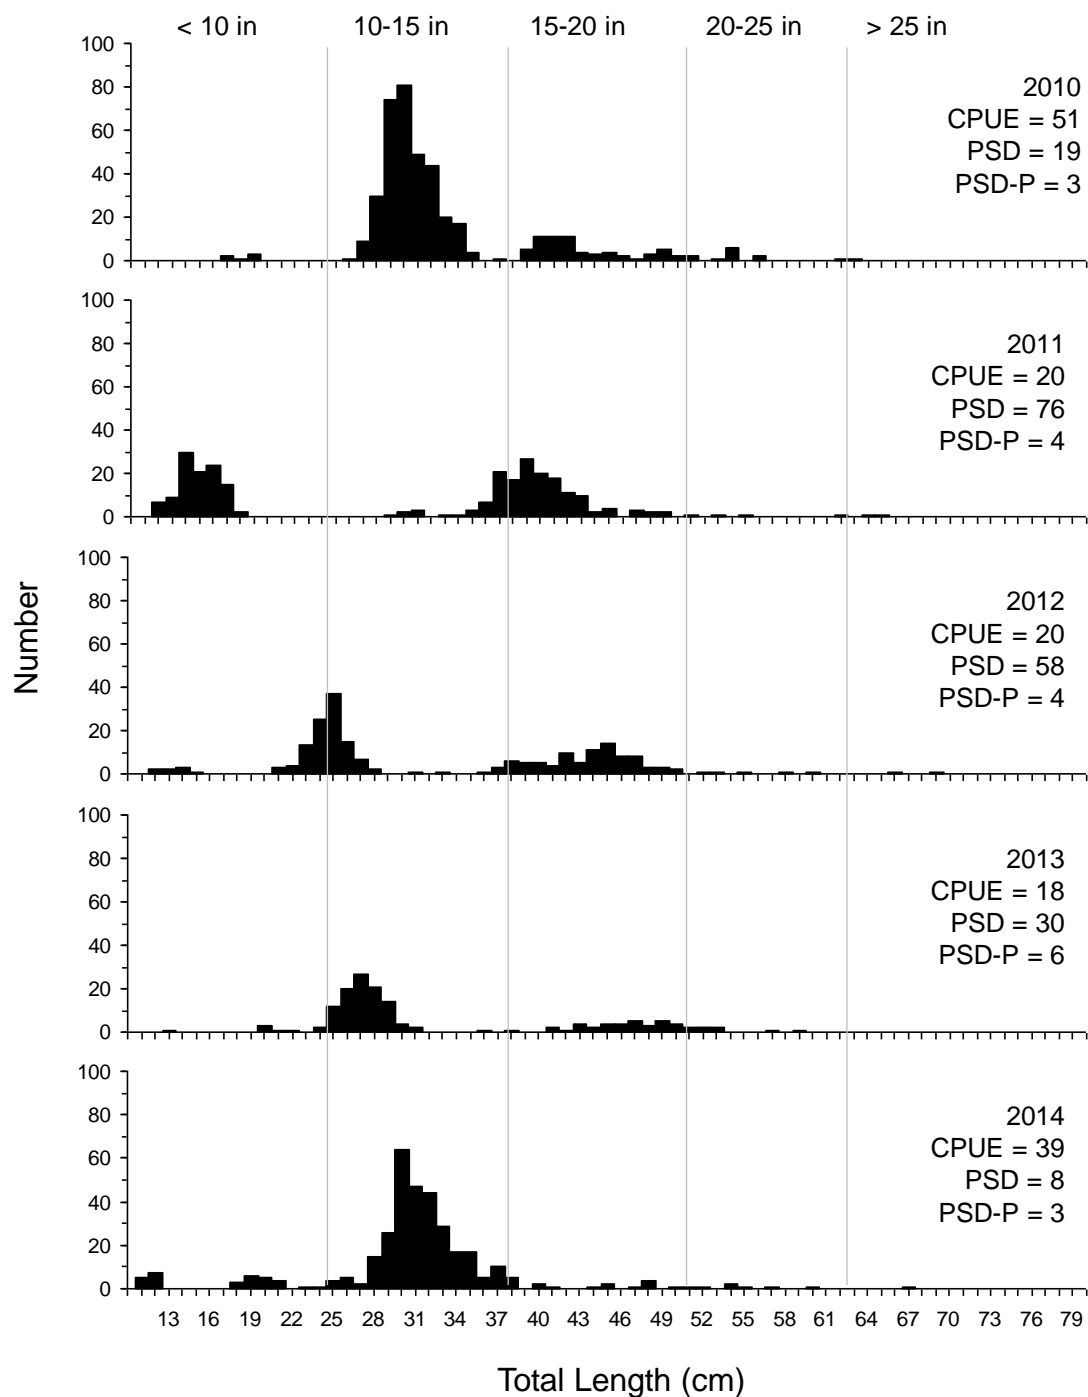 < 10 in 10-15 in 15-20 in 20-25 in > 25 in
100
80
60
40
20
0
2010
CPUE = 51
PSD = 19
PSD-P = 3
100
80
60
40
20
0
2011
CPUE = 20
PSD = 76
PSD-P = 4
Number
100
80
60
40
20
0
2012
CPUE = 20
PSD = 58
PSD-P = 4
100
80
60
40
20
0
2013
CPUE = 18
PSD = 30
PSD-P = 6
100
80
60
40
20
0
2014
CPUE = 39
PSD = 8
PSD-P = 3
13 16 19 22 25 28 31 34 37 40 43 46 49 52 55 58 61 64 67 70 73 76 79
Total Length (cm)